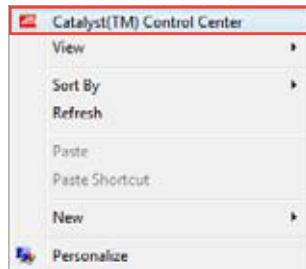 Catalyst(TM) Control Center
View
Sort By
Refresh
Paste
Paste Shortcut
New
Personalize